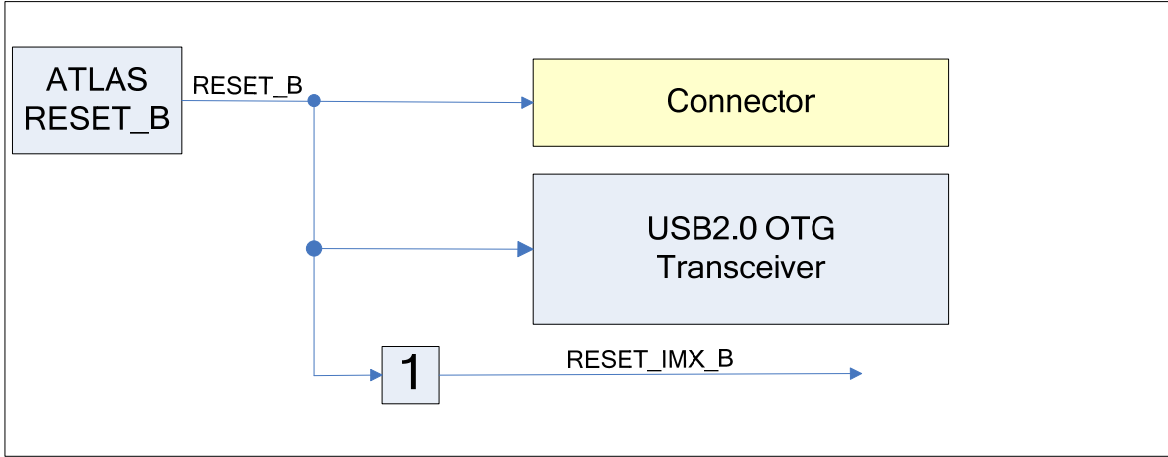 ATLAS
RESET_B
RESET_B
Connector
USB2.0 OTG
Transceiver
1
RESET_IMX_B